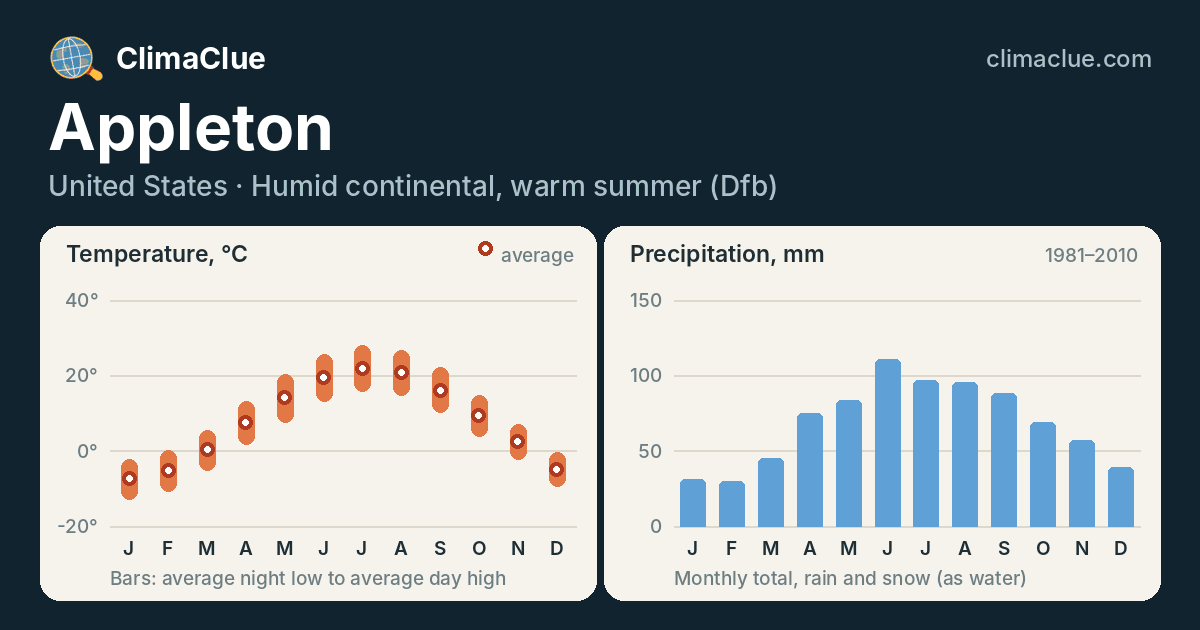 ClimaClue
climaclue.com
Appleton
United States · Humid continental, warm summer (Dfb)
Temperature, °C
average
40°
20°
0°
-20°
J F M A M J J A S O N D
Bars: average night low to average day high
Precipitation, mm
1981–2010
150
100
50
0
J F M A M J J A S O N D
Monthly total, rain and snow (as water)